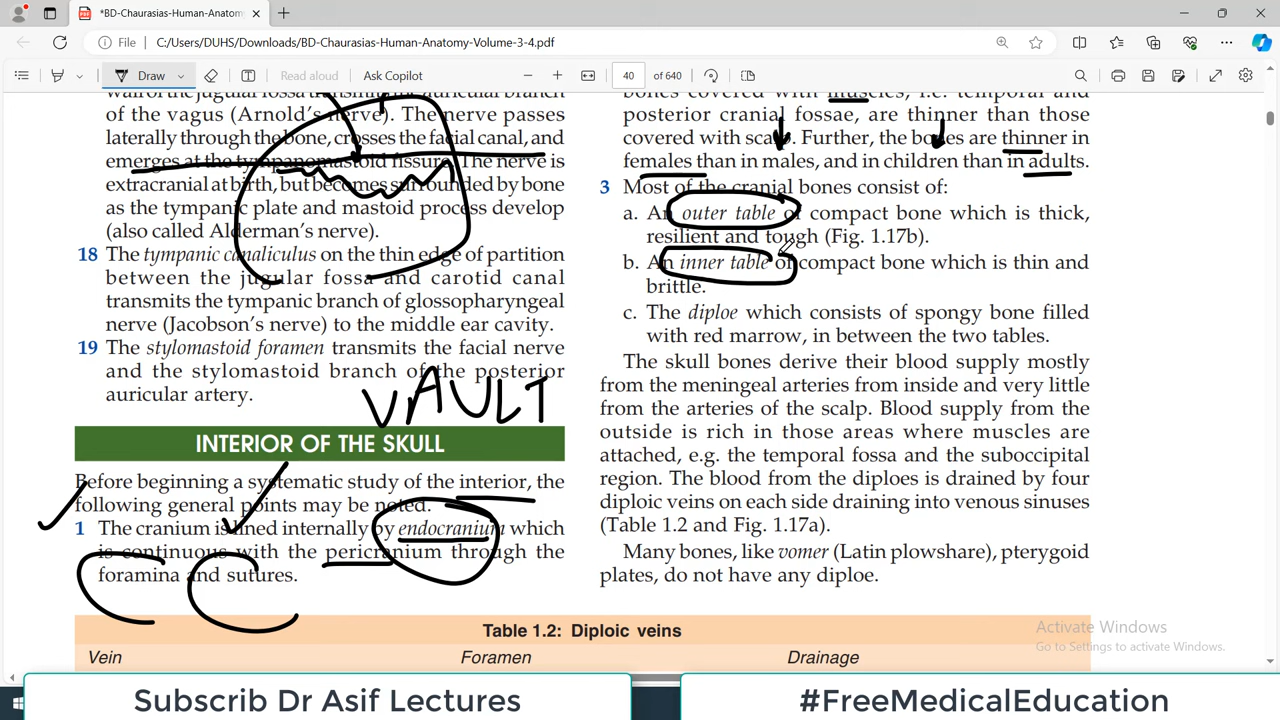 *BD-Chaurasias-Human-Anatomy-
File
C:/Users/DUHS/Downloads/BD-Chaurasias-Human-Anatomy-Volume-3-4.pdf
Draw
Read aloud
Ask Copilot
40 of 640
of the vagus (Arnold's nerve). The nerve passes
laterally through the bone, crosses the facial canal, and
emerges at the tympanomastoid fissure. The nerve is
extracranial at birth, but becomes surrounded by bone
as the tympanic plate and mastoid process develop
(also called Alderman's nerve).
18 The tympanic canaliculus on the thin edge of partition
between the jugular fossa and carotid canal
transmits the tympanic branch of glossopharyngeal
nerve (Jacobson's nerve) to the middle ear cavity.
19 The stylomastoid foramen transmits the facial nerve
and the stylomastoid branch of the posterior
auricular artery.
VAULT
INTERIOR OF THE SKULL
Before beginning a systematic study of the interior, the
following general points may be noted.
1 The cranium is lined internally by endocranium which
is continuous with the pericranium through the
foramina and sutures.
bones covered with muscles, i.e. temporal and
posterior cranial fossae, are thinner than those
covered with scalp. Further, the bones are thinner in
females than in males, and in children than in adults.
3 Most of the cranial bones consist of:
a. An outer table of compact bone which is thick,
resilient and tough (Fig. 1.17b).
b. An inner table of compact bone which is thin and
brittle.
c. The diploe which consists of spongy bone filled
with red marrow, in between the two tables.
The skull bones derive their blood supply mostly
from the meningeal arteries from inside and very little
from the arteries of the scalp. Blood supply from the
outside is rich in those areas where muscles are
attached, e.g. the temporal fossa and the suboccipital
region. The blood from the diploes is drained by four
diploic veins on each side draining into venous sinuses
(Table 1.2 and Fig. 1.17a).
Many bones, like vomer (Latin plowshare), pterygoid
plates, do not have any diploe.
Table 1.2: Diploic veins
Vein Foramen Drainage
Activate Windows
Go to Settings to activate Windows.
Subscrib Dr Asif Lectures
#FreeMedicalEducation